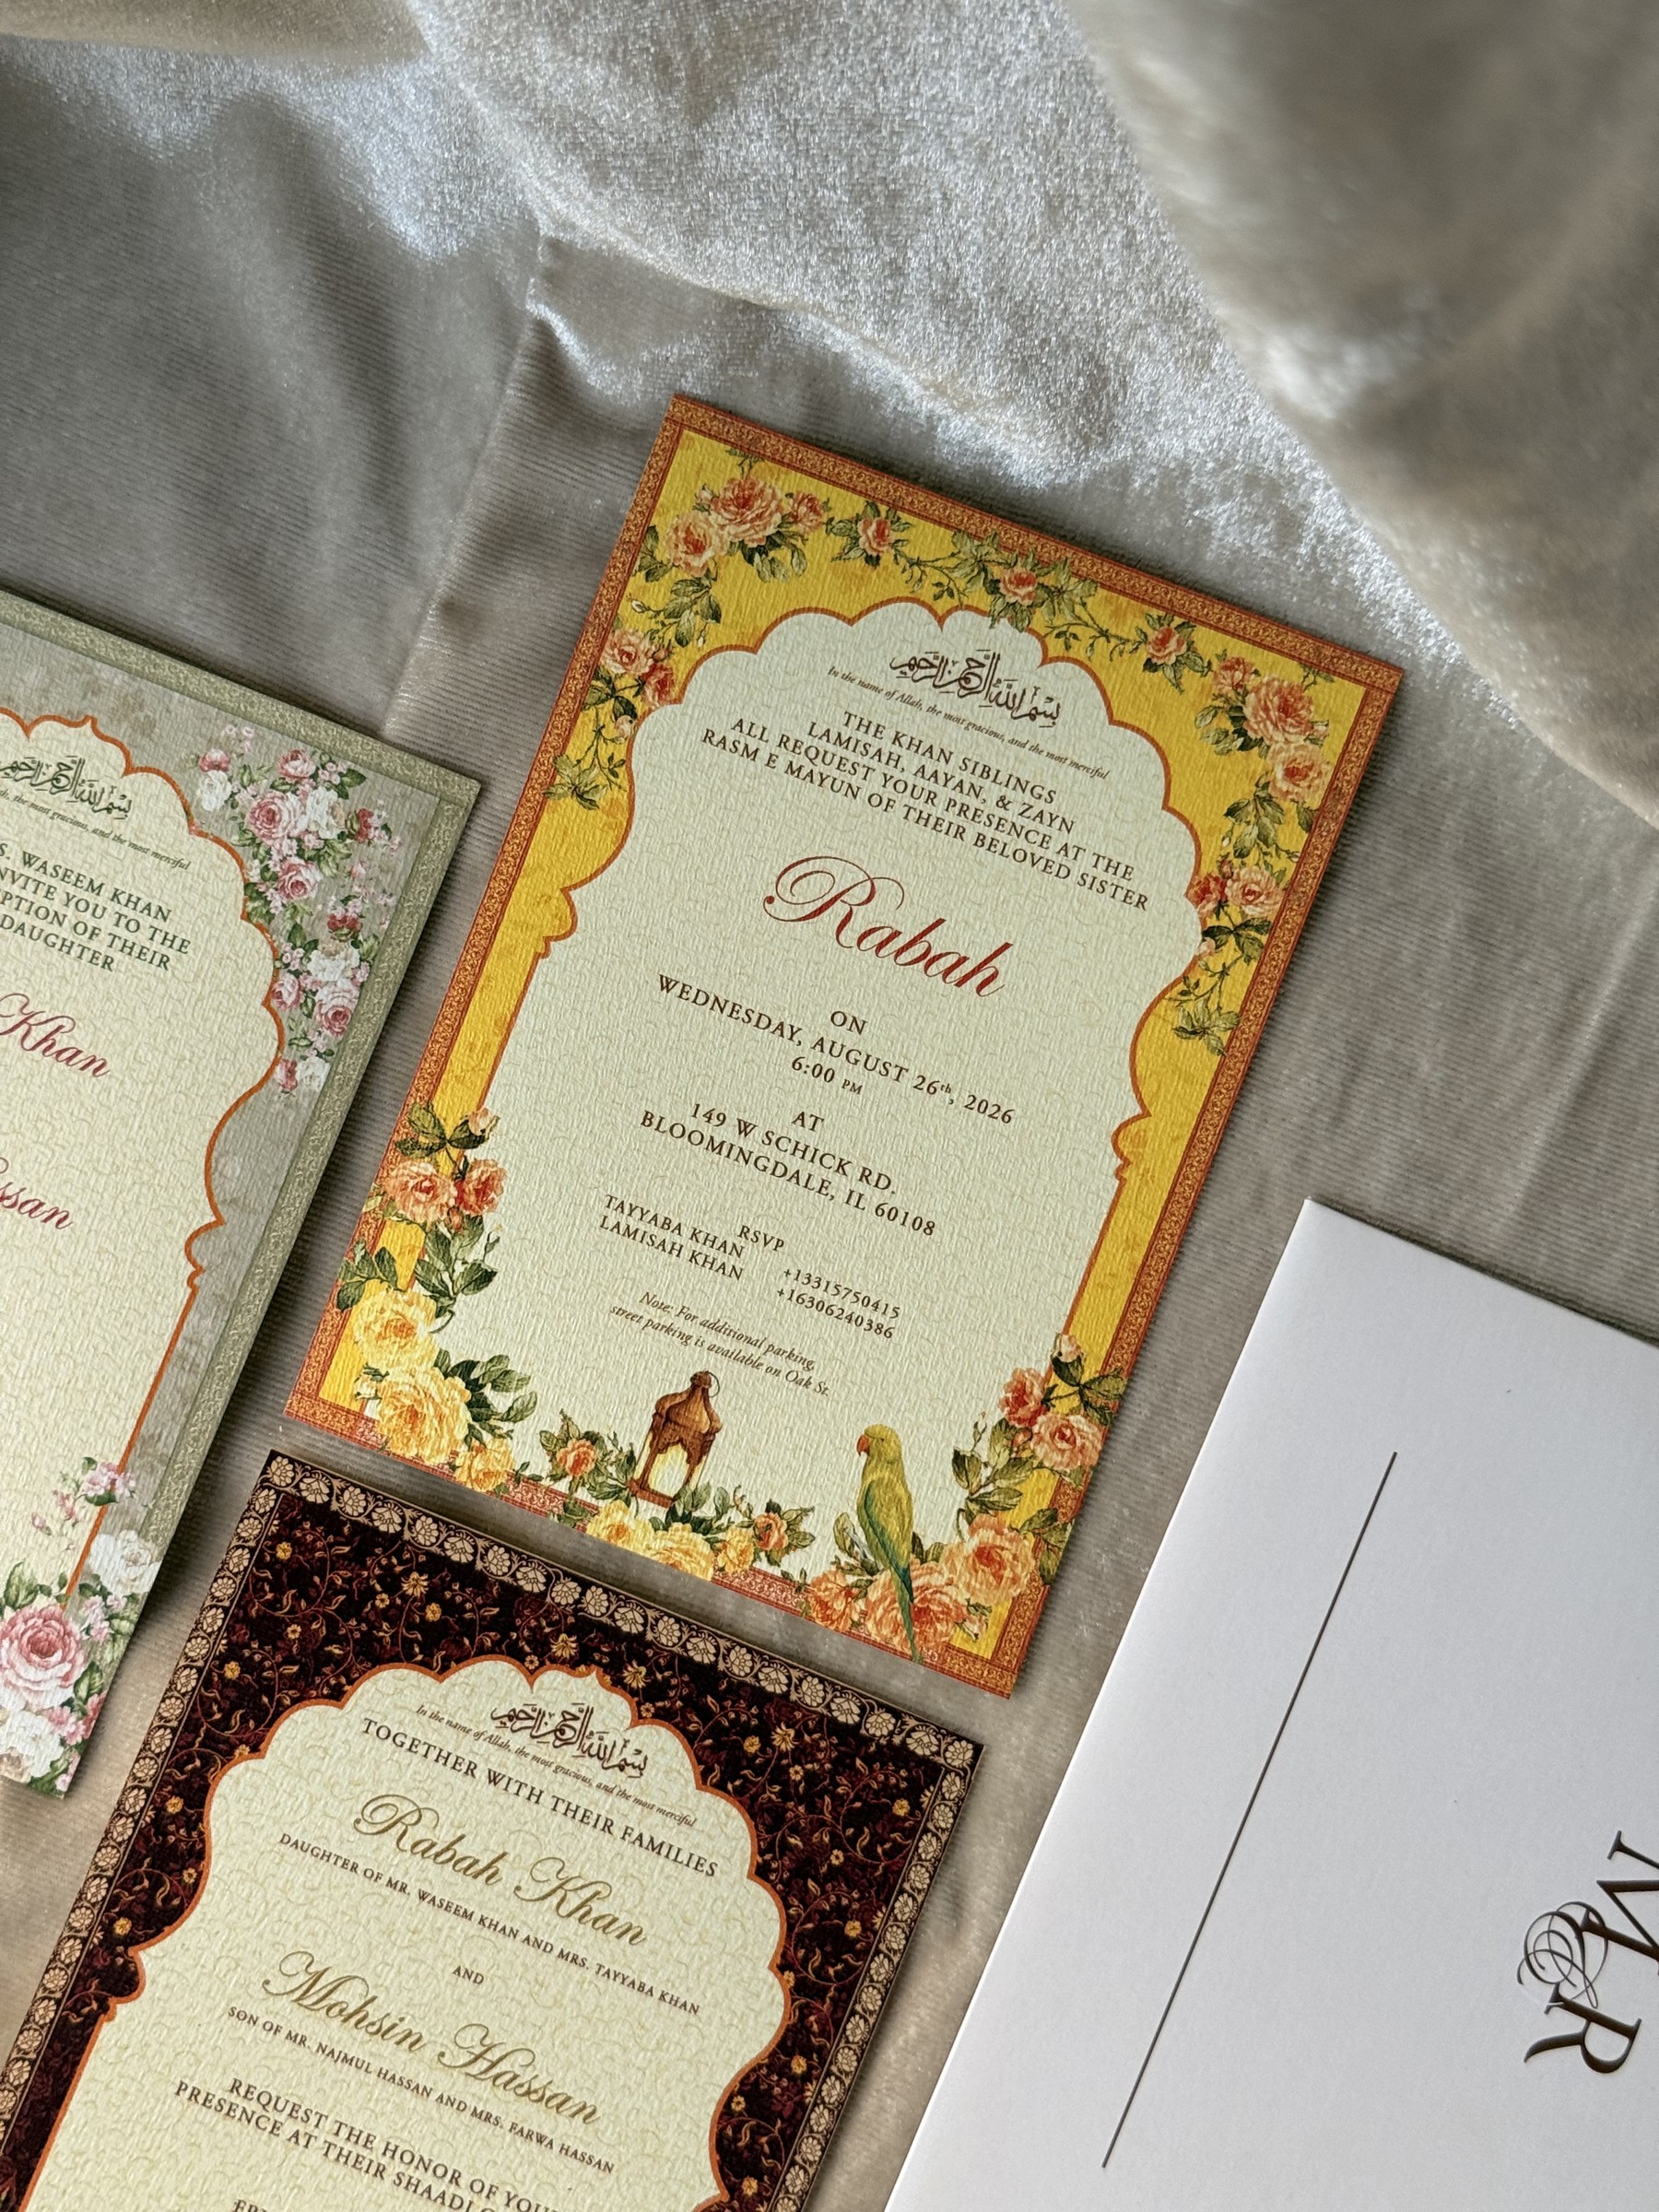 بسم الله الرحمن الرحيم
In the name of Allah, the most gracious, and the most merciful
THE KHAN SIBLINGS
LAMISAH, AAYAN, & ZAYN
ALL REQUEST YOUR PRESENCE AT THE
RASM E MAYUN OF THEIR BELOVED SISTER
Rabah
ON
WEDNESDAY, AUGUST 26th, 2026
6:00 PM
AT
149 W SCHICK RD.
BLOOMINGDALE, IL 60108
RSVP
TAYYABA KHAN +13315750415
LAMISAH KHAN +16306240386
Note: For additional parking,
street parking is available on Oak St.
بسم الله الرحمن الرحيم
the most gracious, and the most merciful
S. WASEEM KHAN
INVITE YOU TO THE
PTION OF THEIR
DAUGHTER
Khan
ssan
بسم الله الرحمن الرحيم
In the name of Allah, the most gracious, and the most merciful
TOGETHER WITH THEIR FAMILIES
Rabah Khan
DAUGHTER OF MR. WASEEM KHAN AND MRS. TAYYABA KHAN
AND
Mohsin Hassan
SON OF MR. NAJMUL HASSAN AND MRS. FARWA HASSAN
REQUEST THE HONOR OF YOUR
PRESENCE AT THEIR SHAADI
M
&
R